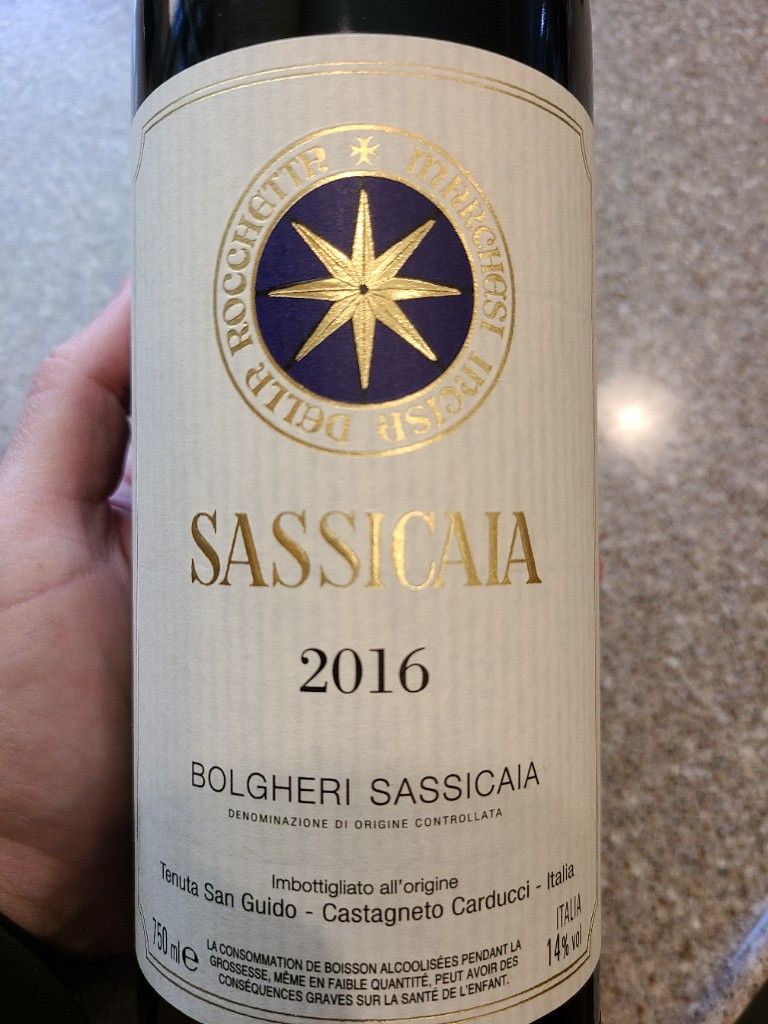 MARCHESI INCISA DELLA ROCCHETTA
SASSICAIA
2016
BOLGHERI SASSICAIA
DENOMINAZIONE DI ORIGINE CONTROLLATA
Imbottigliato all'origine
Tenuta San Guido - Castagneto Carducci - Italia
ITALIA
750 ml e
14% vol
LA CONSOMMATION DE BOISSON ALCOOLISÉES PENDANT LA
GROSSESSE, MÊME EN FAIBLE QUANTITÉ, PEUT AVOIR DES
CONSÉQUENCES GRAVES SUR LA SANTÉ DE L'ENFANT.